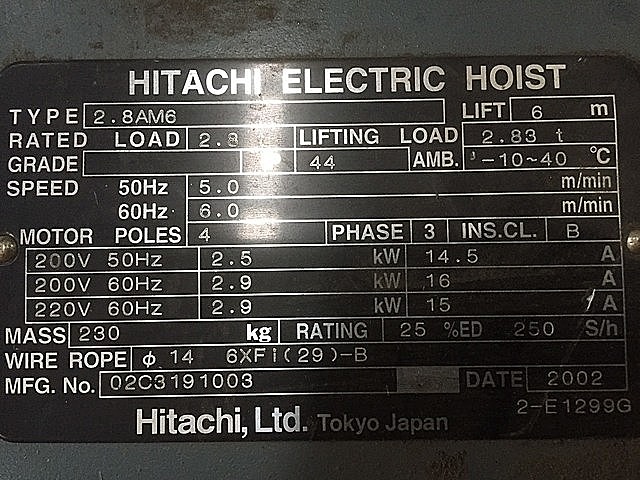 HITACHI ELECTRIC HOIST
TYPE 2.8AM6 LIFT 6 m
RATED LOAD 2.8 t LIFTING LOAD 2.83 t
GRADE 44 AMB. -10~40 °C
SPEED 50Hz 5.0 m/min
60Hz 6.0 m/min
MOTOR POLES 4 PHASE 3 INS.CL. B
200V 50Hz 2.5 kW 14.5 A
200V 60Hz 2.9 kW 16 A
220V 60Hz 2.9 kW 15 A
MASS 230 kg RATING 25 %ED 250 S/h
WIRE ROPE φ 14 6XFi(29)-B
MFG. No. 02C3191003 DATE 2002
2-E1299G
Hitachi, Ltd. Tokyo Japan